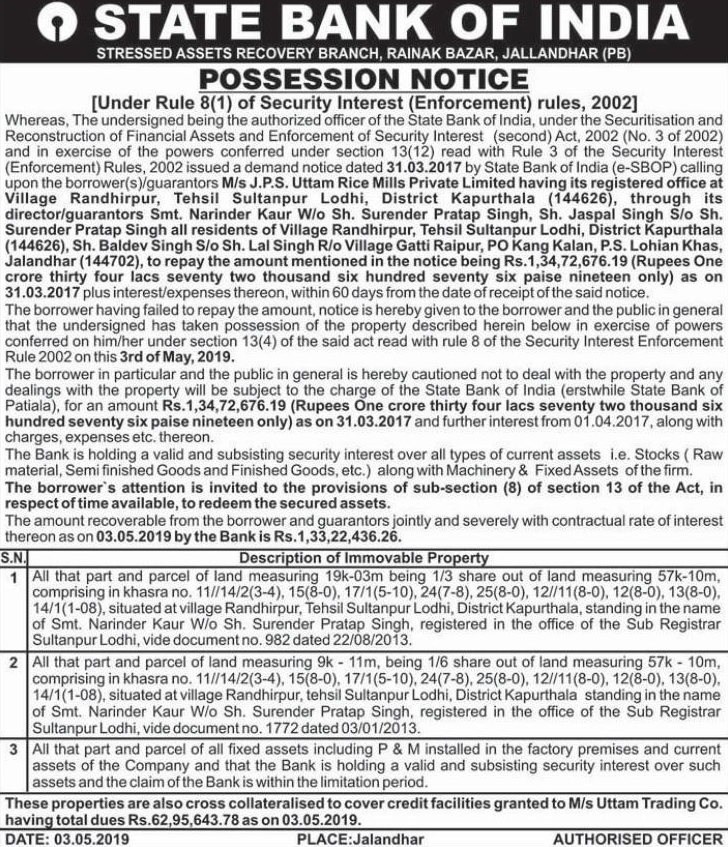 STATE BANK OF INDIA
STRESSED ASSETS RECOVERY BRANCH, RAINAK BAZAR, JALLANDHAR (PB)
POSSESSION NOTICE
[Under Rule 8(1) of Security Interest (Enforcement) rules, 2002]
Whereas, The undersigned being the authorized officer of the State Bank of India, under the Securitisation and
Reconstruction of Financial Assets and Enforcement of Security Interest (second) Act, 2002 (No. 3 of 2002)
and in exercise of the powers conferred under section 13(12) read with Rule 3 of the Security Interest
(Enforcement) Rules, 2002 issued a demand notice dated 31.03.2017 by State Bank of India (e-SBOP) calling
upon the borrower(s)/guarantors M/s J.P.S. Uttam Rice Mills Private Limited having its registered office at
Village Randhirpur, Tehsil Sultanpur Lodhi, District Kapurthala (144626), through its
director/guarantors Smt. Narinder Kaur W/o Sh. Surender Pratap Singh, Sh. Jaspal Singh S/o Sh.
Surender Pratap Singh all residents of Village Randhirpur, Tehsil Sultanpur Lodhi, District Kapurthala
(144626), Sh. Baldev Singh S/o Sh. Lal Singh R/o Village Gatti Raipur, PO Kang Kalan, P.S. Lohian Khas,
Jalandhar (144702), to repay the amount mentioned in the notice being Rs.1,34,72,676.19 (Rupees One
crore thirty four lacs seventy two thousand six hundred seventy six paise nineteen only) as on
31.03.2017 plus interest/expenses thereon, within 60 days from the date of receipt of the said notice.
The borrower having failed to repay the amount, notice is hereby given to the borrower and the public in general
that the undersigned has taken possession of the property described herein below in exercise of powers
conferred on him/her under section 13(4) of the said act read with rule 8 of the Security Interest Enforcement
Rule 2002 on this 3rd of May, 2019.
The borrower in particular and the public in general is hereby cautioned not to deal with the property and any
dealings with the property will be subject to the charge of the State Bank of India (erstwhile State Bank of
Patiala), for an amount Rs.1,34,72,676.19 (Rupees One crore thirty four lacs seventy two thousand six
hundred seventy six paise nineteen only) as on 31.03.2017 and further interest from 01.04.2017, along with
charges, expenses etc. thereon.
The Bank is holding a valid and subsisting security interest over all types of current assets i.e. Stocks ( Raw
material, Semi finished Goods and Finished Goods, etc.) along with Machinery & Fixed Assets of the firm.
The borrower`s attention is invited to the provisions of sub-section (8) of section 13 of the Act, in
respect of time available, to redeem the secured assets.
The amount recoverable from the borrower and guarantors jointly and severely with contractual rate of interest
thereon as on 03.05.2019 by the Bank is Rs.1,33,22,436.26.
S.N. Description of Immovable Property
1 All that part and parcel of land measuring 19k-03m being 1/3 share out of land measuring 57k-10m,
comprising in khasra no. 11//14/2(3-4), 15(8-0), 17/1(5-10), 24(7-8), 25(8-0), 12//11(8-0), 12(8-0), 13(8-0),
14/1(1-08), situated at village Randhirpur, Tehsil Sultanpur Lodhi, District Kapurthala, standing in the name
of Smt. Narinder Kaur W/o Sh. Surender Pratap Singh, registered in the office of the Sub Registrar
Sultanpur Lodhi, vide document no. 982 dated 22/08/2013.
2 All that part and parcel of land measuring 9k - 11m, being 1/6 share out of land measuring 57k - 10m,
comprising in khasra no. 11//14/2(3-4), 15(8-0), 17/1(5-10), 24(7-8), 25(8-0), 12//11(8-0), 12(8-0), 13(8-0),
14/1(1-08), situated at village Randhirpur, tehsil Sultanpur Lodhi, District Kapurthala standing in the name
of Smt. Narinder Kaur W/o Sh. Surender Pratap Singh, registered in the office of the Sub Registrar
Sultanpur Lodhi, vide document no. 1772 dated 03/01/2013.
3 All that part and parcel of all fixed assets including P & M installed in the factory premises and current
assets of the Company and that the Bank is holding a valid and subsisting security interest over such
assets and the claim of the Bank is within the limitation period.
These properties are also cross collateralised to cover credit facilities granted to M/s Uttam Trading Co.
having total dues Rs.62,95,643.78 as on 03.05.2019.
DATE: 03.05.2019 PLACE:Jalandhar AUTHORISED OFFICER